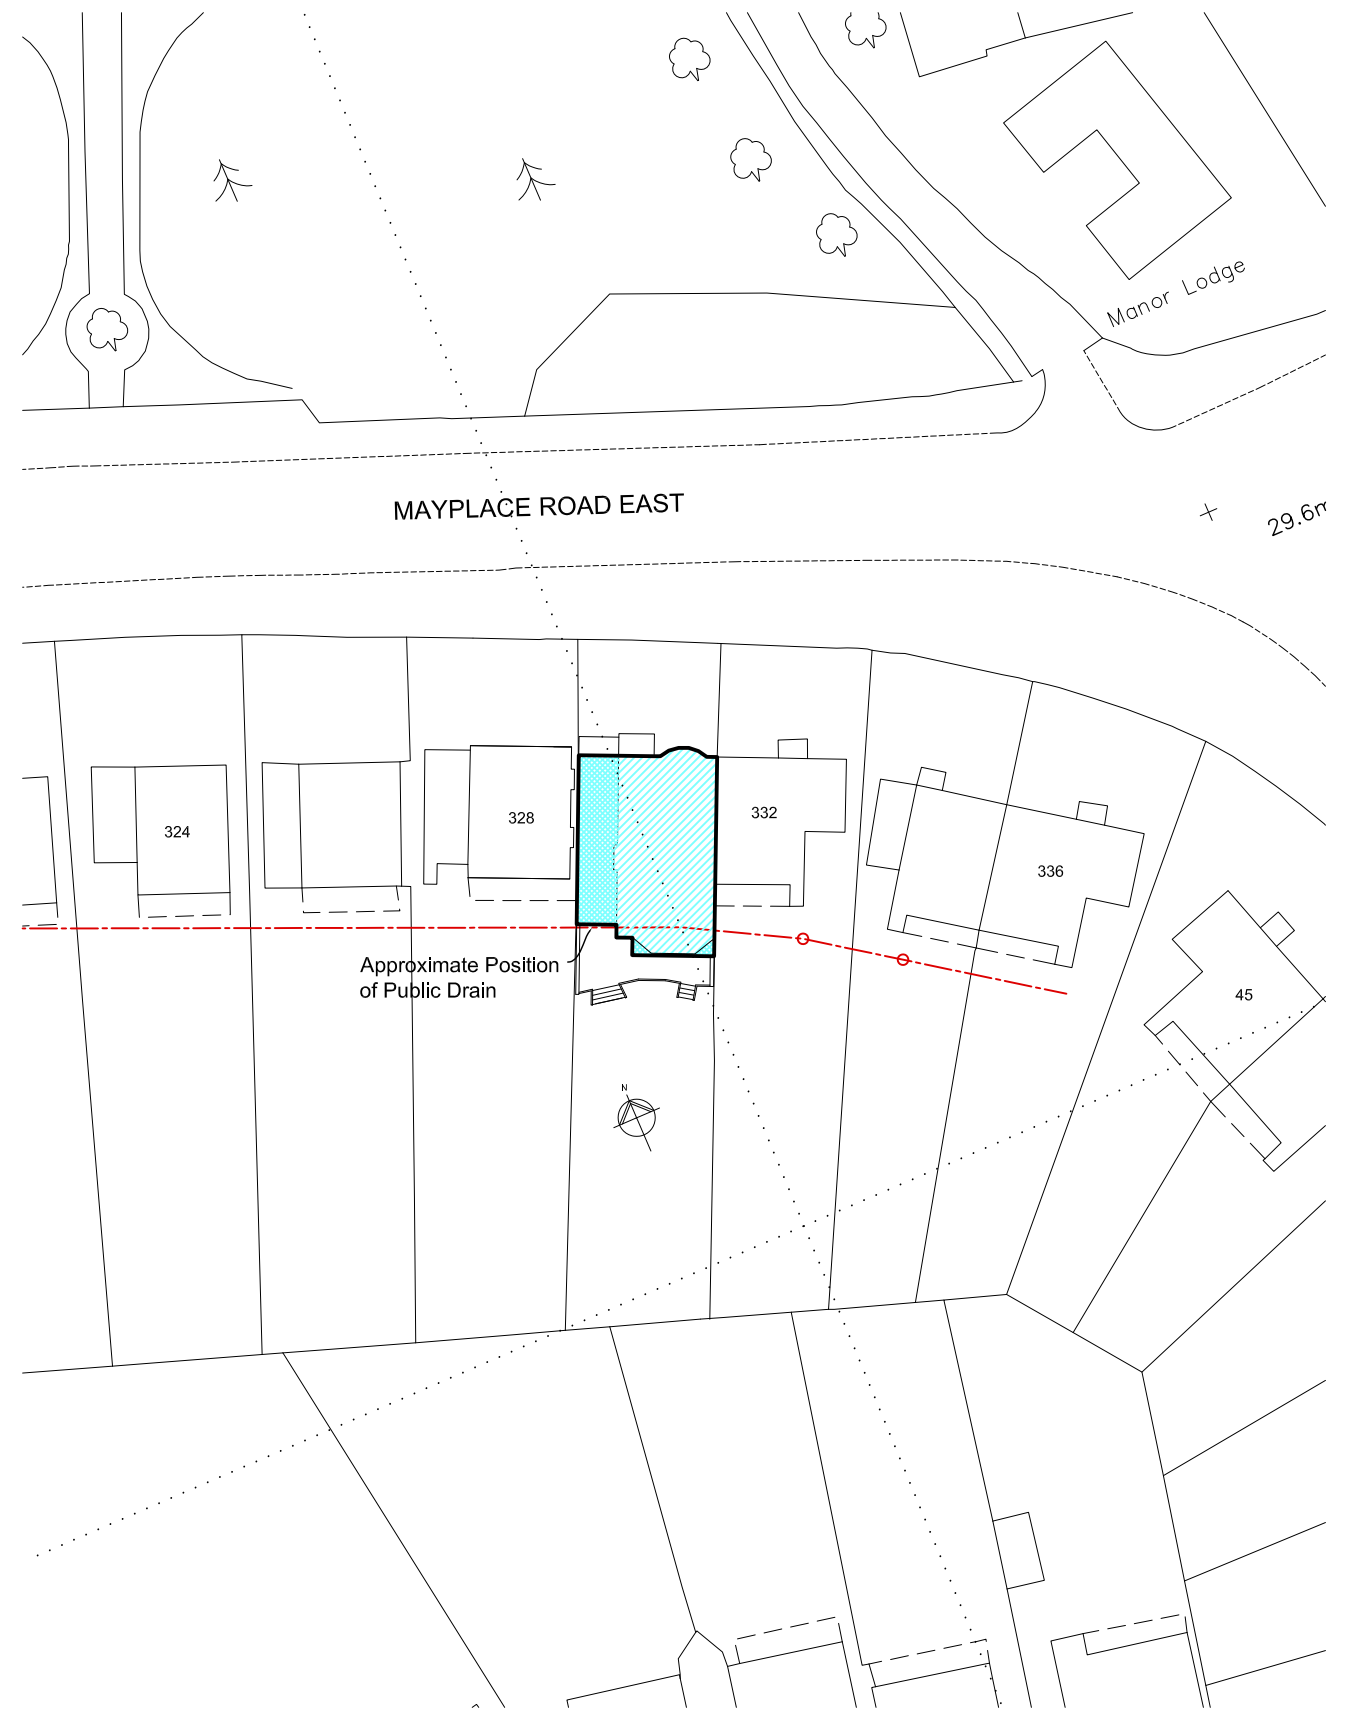 Manor Lodge
MAYPLACE ROAD EAST
29.6m
324
328
332
336
45
Approximate Position
of Public Drain
N